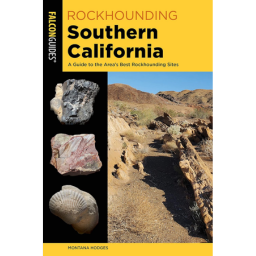 FALCONGUIDES®
ROCKHOUNDING
Southern
California
A Guide to the Area's Best Rockhounding Sites
MONTANA HODGES